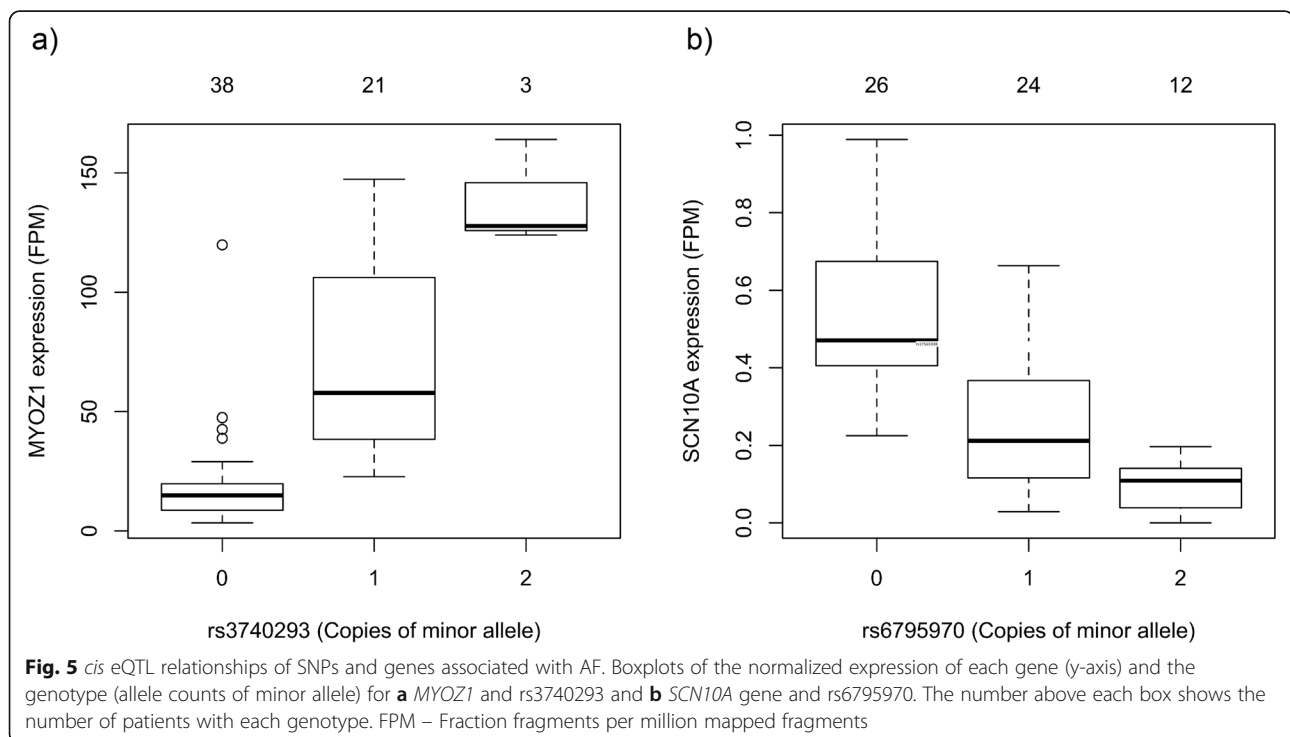 a)
38 21 3
MYOZ1 expression (FPM)
150
100
50
0
0 1 2
rs3740293 (Copies of minor allele)
b)
26 24 12
SCN10A expression (FPM)
1.0
0.8
0.6
0.4
0.2
0.0
0 1 2
rs6795970 (Copies of minor allele)
Fig. 5 cis eQTL relationships of SNPs and genes associated with AF. Boxplots of the normalized expression of each gene (y-axis) and the
genotype (allele counts of minor allele) for a MYOZ1 and rs3740293 and b SCN10A gene and rs6795970. The number above each box shows the
number of patients with each genotype. FPM – Fraction fragments per million mapped fragments